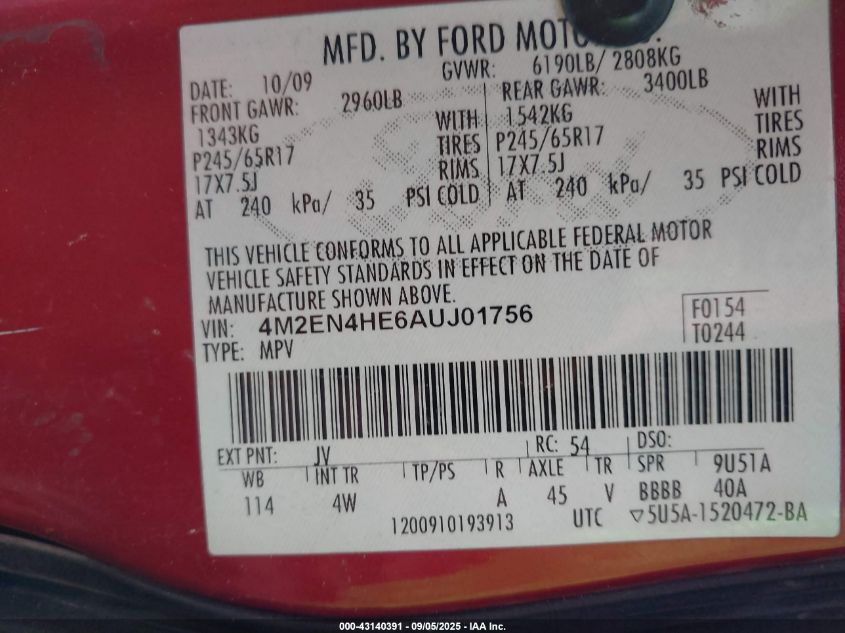 MFD. BY FORD MOTO
DATE: 10/09 GVWR: 6190LB/ 2808KG
FRONT GAWR: 2960LB REAR GAWR: 3400LB
1343KG WITH 1542KG WITH
P245/65R17 TIRES P245/65R17 TIRES
17X7.5J RIMS 17X7.5J RIMS
AT 240 kPa/ 35 PSI COLD AT 240 kPa/ 35 PSI COLD
THIS VEHICLE CONFORMS TO ALL APPLICABLE FEDERAL MOTOR
VEHICLE SAFETY STANDARDS IN EFFECT ON THE DATE OF
MANUFACTURE SHOWN ABOVE.
VIN: 4M2EN4HE6AUJ01756 F0154
TYPE: MPV T0244
EXT PNT: JV RC: 54 DSO:
WB INT TR TP/PS R AXLE TR SPR 9U51A
114 4W A 45 V BBBB 40A
1200910193913 UTC ▽5U5A-1520472-BA
000-43140391 - 09/05/2025 - IAA Inc.